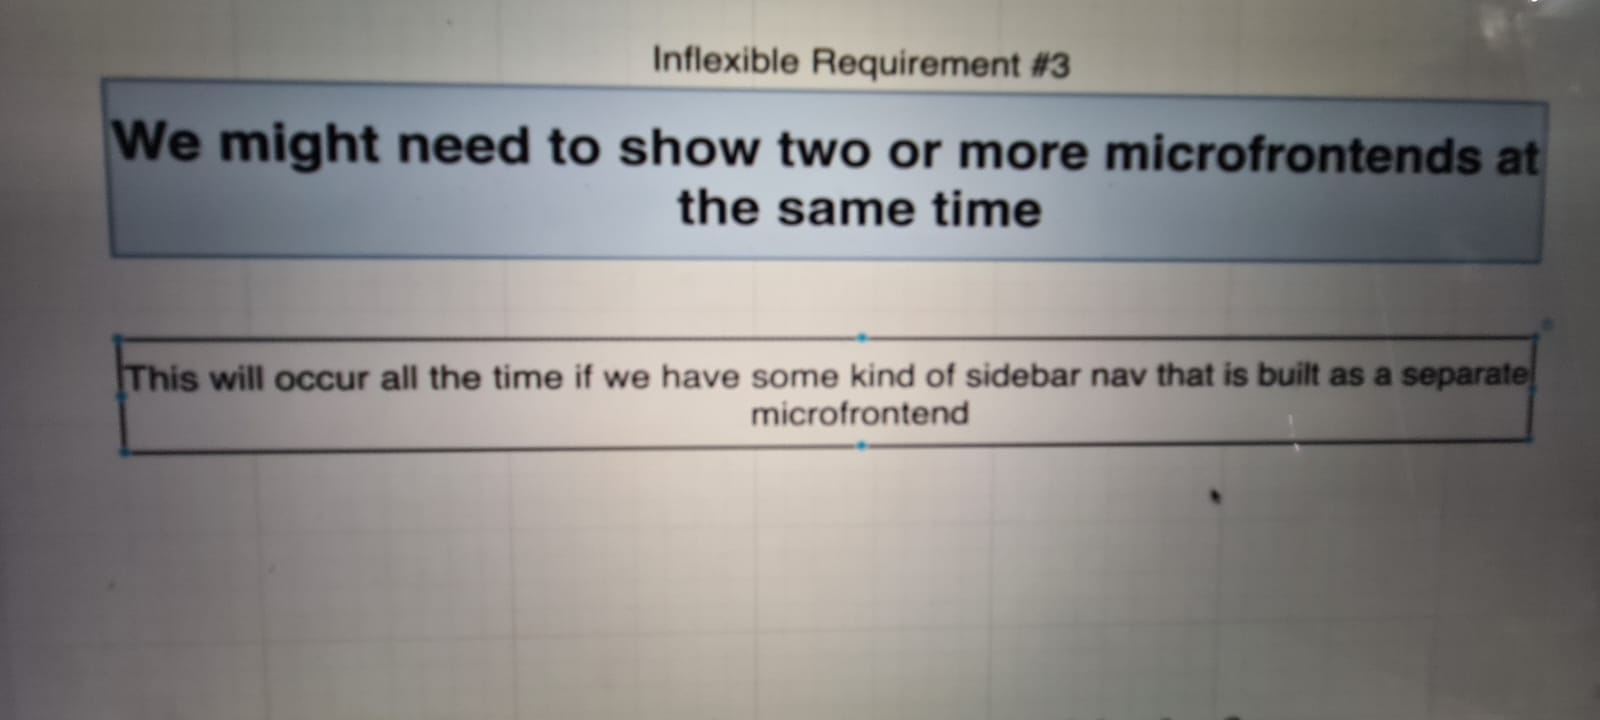 Inflexible Requirement #3
We might need to show two or more microfrontends at
the same time
This will occur all the time if we have some kind of sidebar nav that is built as a separate
microfrontend